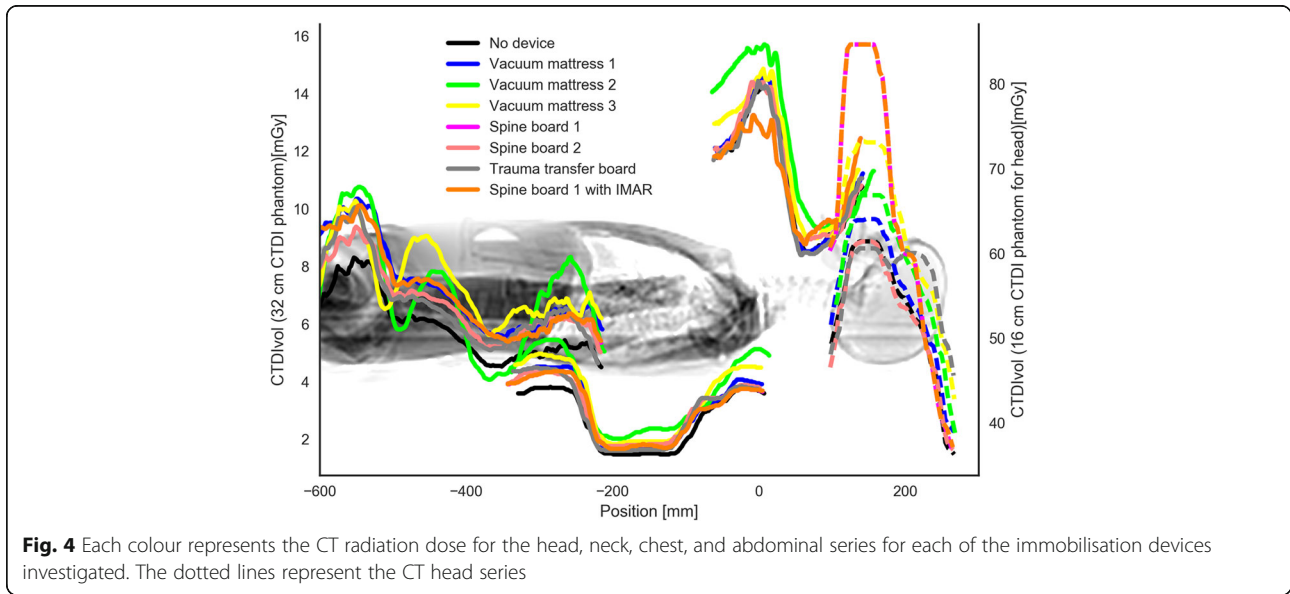 16
14
12
10
8
6
4
2
CTDIvol (32 cm CTDI phantom)[mGy]
No device
Vacuum mattress 1
Vacuum mattress 2
Vacuum mattress 3
Spine board 1
Spine board 2
Trauma transfer board
Spine board 1 with IMAR
80
70
60
50
40
CTDIvol (16 cm CTDI phantom for head)[mGy]
−600
−400
−200
0
200
Position [mm]
Fig. 4 Each colour represents the CT radiation dose for the head, neck, chest, and abdominal series for each of the immobilisation devices
investigated. The dotted lines represent the CT head series